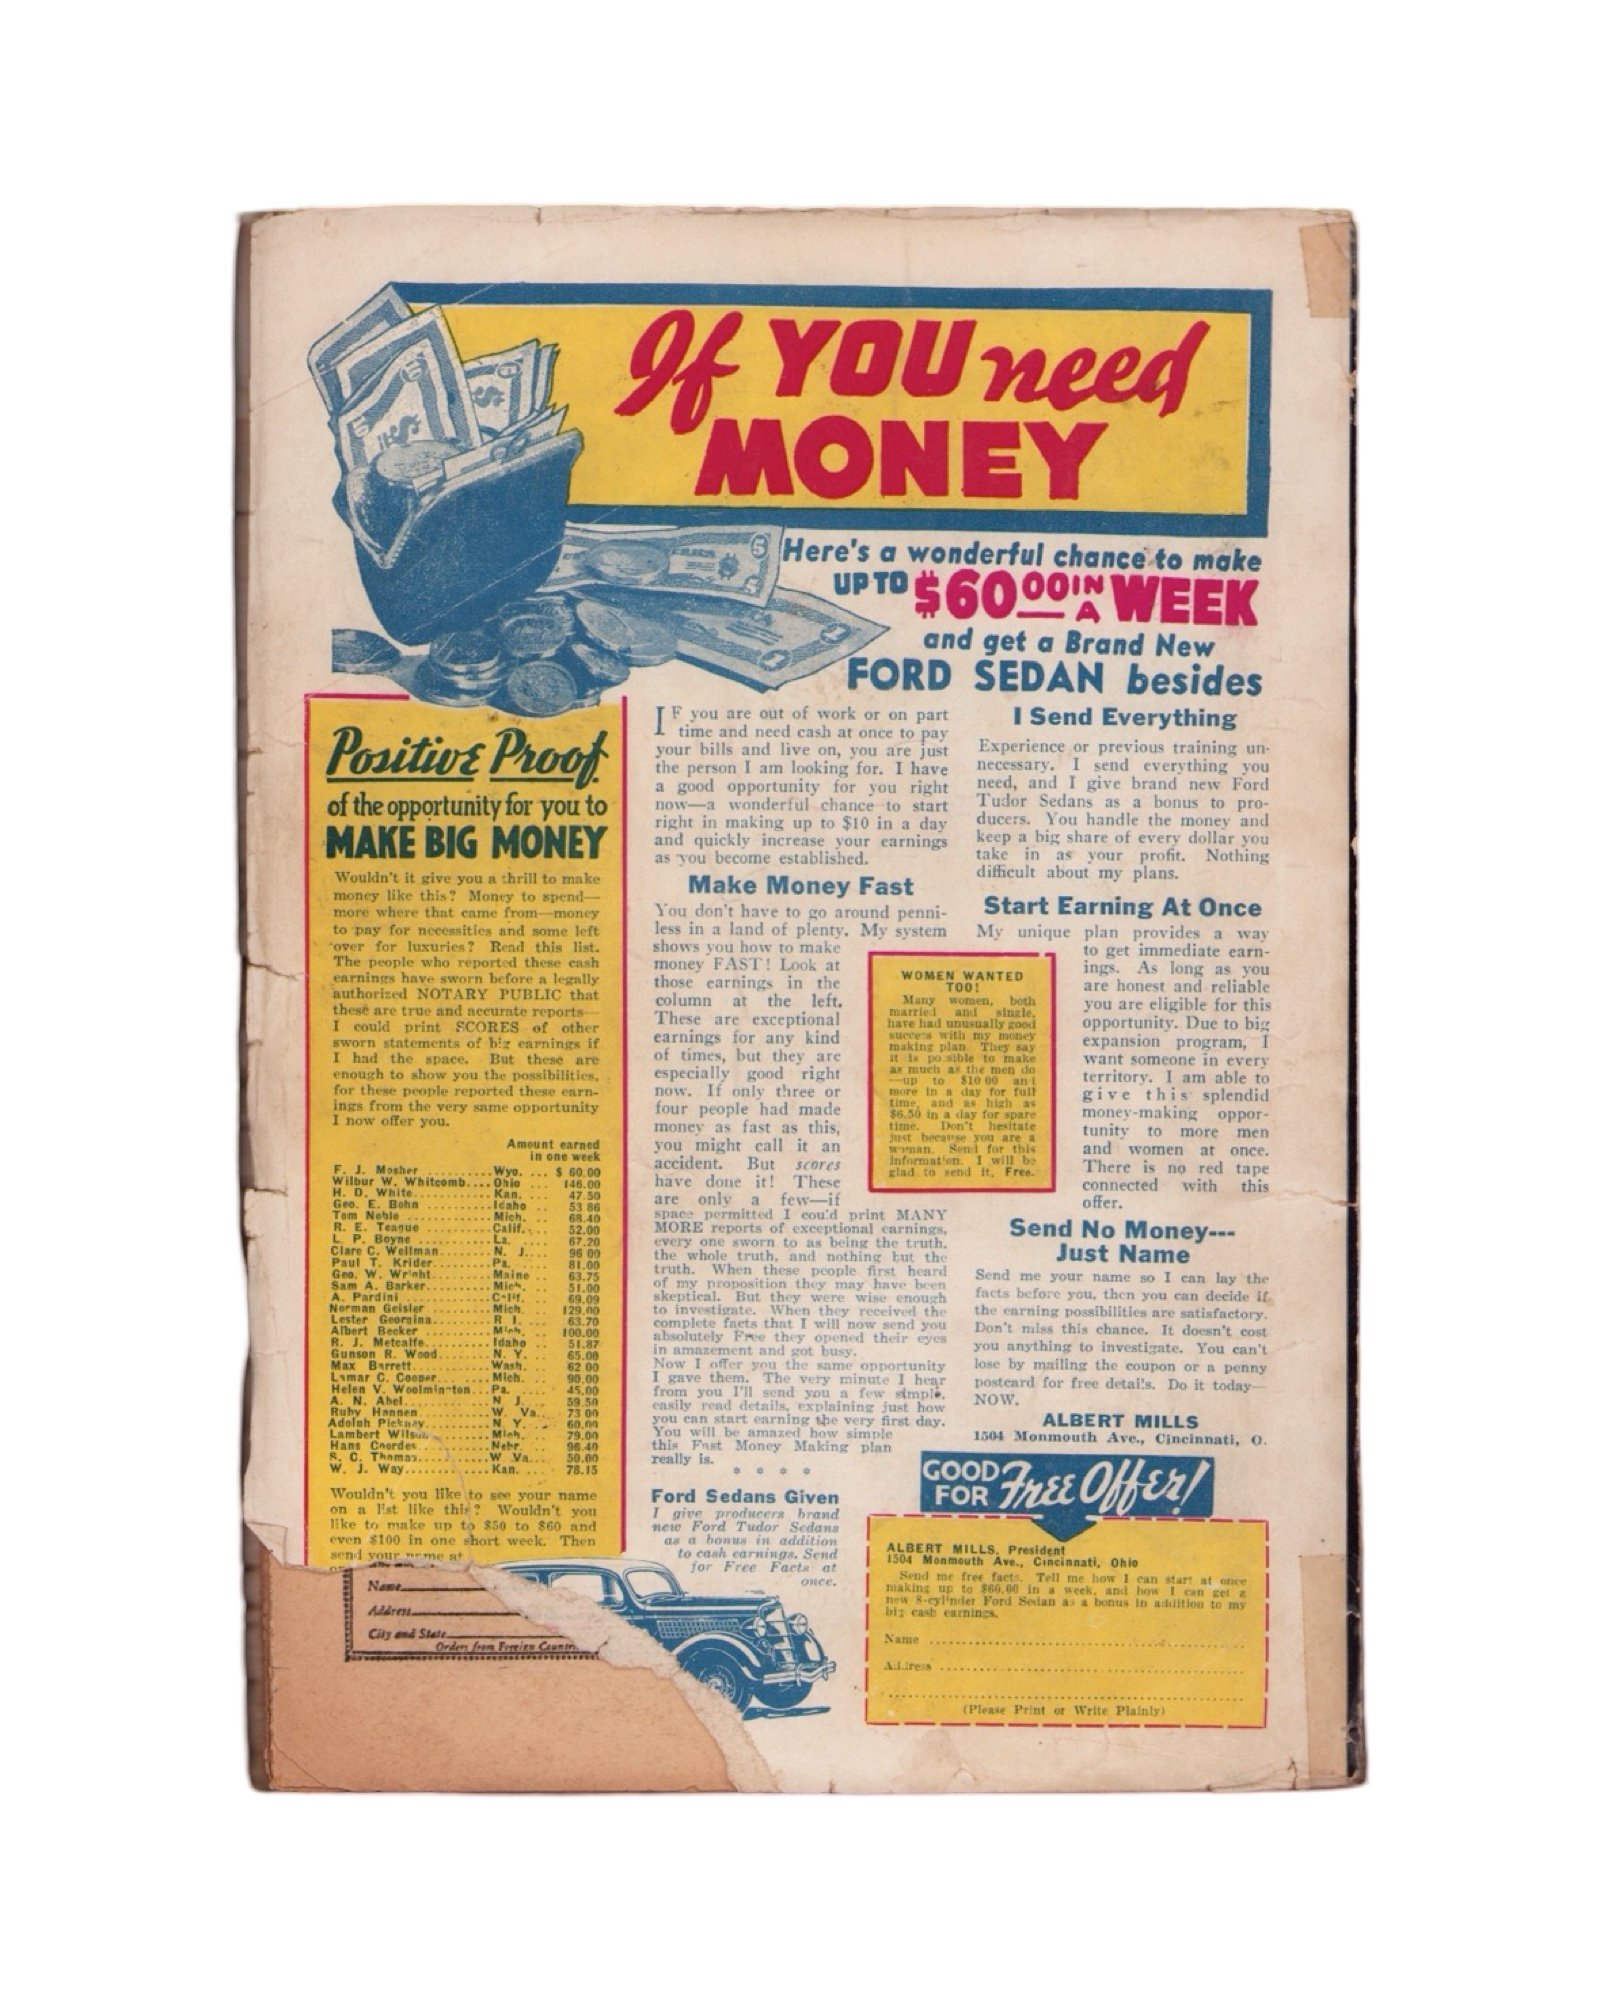 If YOU need
MONEY
Here's a wonderful chance to make
UP TO $60.00 IN A WEEK
and get a Brand New
FORD SEDAN besides
Positive Proof
of the opportunity for you to
MAKE BIG MONEY
Wouldn't it give you a thrill to make
money like this? Money to spend—
more where that came from—money
to pay for necessities and some left
over for luxuries? Read this list.
The people who reported these cash
earnings have sworn before a legally
authorized NOTARY PUBLIC that
these are true and accurate reports—
I could print SCORES of other
sworn statements of big earnings if
I had the space. But these are
enough to show you the possibilities,
for these people reported these earn-
ings from the very same opportunity
I now offer you.
Amount earned
in one week
F. J. Mosher ..........Wyo. ... $ 60.00
Wilbur W. Whitcomb....Ohio ... 146.00
H. D. White...........Kan. ... 47.50
Geo. E. Bohn ..........Idaho .. 53 86
Tom Noble ............Mich. ... 68.40
R. E. Teague ..........Calif. ... 52.00
L. P. Boyne ...........La. .... 67.20
Clare C. Wellman.......N. J.... 96 00
Paul T. Krider.........Pa. .... 81.00
Geo. W. Wright........Maine .. 63.75
Sam A. Barker.........Mich. ... 51.00
A. Pardini ............Calif. ... 69.09
Norman Geisler ........Mich. ... 129.00
Lester Georgina........R I. ... 63.70
Albert Becker .........Mich. .. 100.00
R. J. Metcalfe.........Idaho .. 51.87
Gunson R. Wood........N. Y. ... 65.00
Max Barrett...........Wash. ... 62 00
Lamar C. Cooper.......Mich. ... 90.00
Helen V. Woolmington...Pa. .... 45.00
A. N. Abel............N J. ... 59.50
Ruby Hannen..........W. Va.. 73 00
Adolph Pickney........N. Y. .. 60.00
Lambert Wilson........Mich. ... 79.00
Hans Coordes..........Nebr. ... 96.40
S. C. Thomas..........W Va... 50.00
W. J. Way............Kan. ... 78.15
Wouldn't you like to see your name
on a list like this? Wouldn't you
like to make up to $50 to $60 and
even $100 in one short week. Then
send your name at
Name
Address
City and State
Orders from Foreign
IF you are out of work or on part
time and need cash at once to pay
your bills and live on, you are just
the person I am looking for. I have
a good opportunity for you right
now—a wonderful chance to start
right in making up to $10 in a day
and quickly increase your earnings
as you become established.
Make Money Fast
You don't have to go around penni-
less in a land of plenty. My system
shows you how to make
money FAST! Look at
those earnings in the
column at the left.
These are exceptional
earnings for any kind
of times, but they are
especially good right
now. If only three or
four people had made
money as fast as this,
you might call it an
accident. But scores
have done it! These
are only a few—if
space permitted I could print MANY
MORE reports of exceptional earnings,
every one sworn to as being the truth,
the whole truth, and nothing but the
truth. When these people first heard
of my proposition they may have been
skeptical. But they were wise enough
to investigate. When they received the
complete facts that I will now send you
absolutely Free they opened their eyes
in amazement and got busy.
Now I offer you the same opportunity
I gave them. The very minute I hear
from you I'll send you a few simple,
easily read details, explaining just how
you can start earning the very first day.
You will be amazed how simple
this Fast Money Making plan
really is.
* * * *
Ford Sedans Given
I give producers brand
new Ford Tudor Sedans
as a bonus in addition
to cash earnings. Send
for Free Facts at
once.
WOMEN WANTED
TOO!
Many women, both
married and single,
have had unusually good
success with my money
making plan. They say
it is possible to make
as much as the men do
—up to $10 00 and
more in a day for full
time, and as high as
$6.50 in a day for spare
time. Don't hesitate
just because you are a
woman. Send for this
information. I will be
glad to send it, Free.
I Send Everything
Experience or previous training un-
necessary. I send everything you
need, and I give brand new Ford
Tudor Sedans as a bonus to pro-
ducers. You handle the money and
keep a big share of every dollar you
take in as your profit. Nothing
difficult about my plans.
Start Earning At Once
My unique plan provides a way
to get immediate earn-
ings. As long as you
are honest and reliable
you are eligible for this
opportunity. Due to big
expansion program, I
want someone in every
territory. I am able to
give this splendid
money-making oppor-
tunity to more men
and women at once.
There is no red tape
connected with this
offer.
Send No Money---
Just Name
Send me your name so I can lay the
facts before you, then you can decide if
the earning possibilities are satisfactory.
Don't miss this chance. It doesn't cost
you anything to investigate. You can't
lose by mailing the coupon or a penny
postcard for free details. Do it today—
NOW.
ALBERT MILLS
1504 Monmouth Ave., Cincinnati, O.
GOOD FOR Free Offer!
ALBERT MILLS, President
1504 Monmouth Ave., Cincinnati, Ohio
Send me free facts. Tell me how I can start at once
making up to $60.00 in a week, and how I can get a
new 8-cylinder Ford Sedan as a bonus in addition to my
big cash earnings.
Name
Address
(Please Print or Write Plainly)